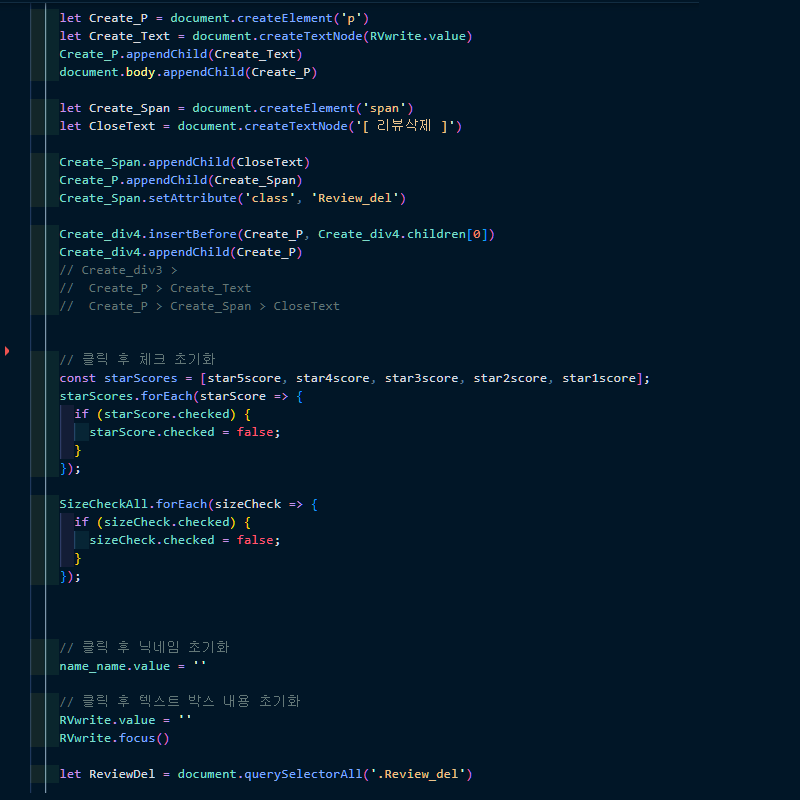 let Create_P = document.createElement('p')
let Create_Text = document.createTextNode(RVwrite.value)
Create_P.appendChild(Create_Text)
document.body.appendChild(Create_P)
let Create_Span = document.createElement('span')
let CloseText = document.createTextNode('[ 리뷰삭제 ]')
Create_Span.appendChild(CloseText)
Create_P.appendChild(Create_Span)
Create_Span.setAttribute('class', 'Review_del')
Create_div4.insertBefore(Create_P, Create_div4.children[0])
Create_div4.appendChild(Create_P)
// Create_div3 >
//  Create_P > Create_Text
//  Create_P > Create_Span > CloseText
// 클릭 후 체크 초기화
const starScores = [star5score, star4score, star3score, star2score, star1score];
starScores.forEach(starScore => {
if (starScore.checked) {
starScore.checked = false;
}
});
SizeCheckAll.forEach(sizeCheck => {
if (sizeCheck.checked) {
sizeCheck.checked = false;
}
});
// 클릭 후 닉네임 초기화
name_name.value = ''
// 클릭 후 텍스트 박스 내용 초기화
RVwrite.value = ''
RVwrite.focus()
let ReviewDel = document.querySelectorAll('.Review_del')